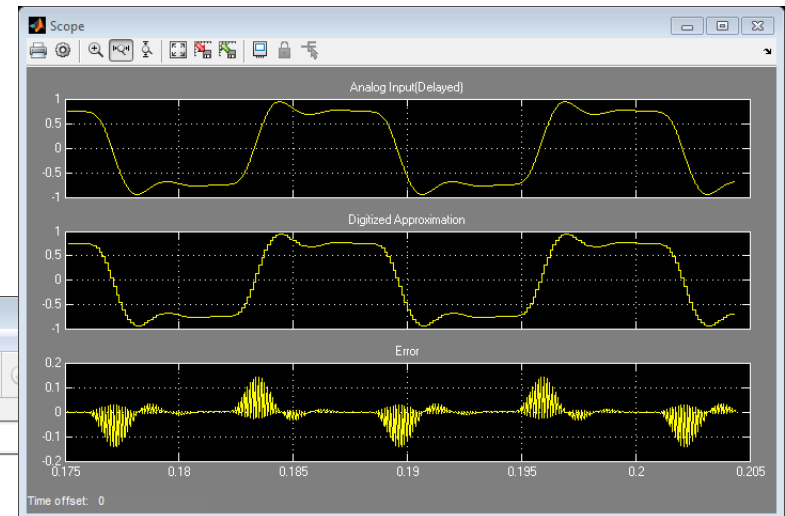 Scope
Analog Input(Delayed)
1
0.5
0
-0.5
-1
Digitized Approximation
1
0.5
0
-0.5
-1
Error
0.2
0.1
0
-0.1
-0.2
0.175 0.18 0.185 0.19 0.195 0.2 0.205
Time offset: 0